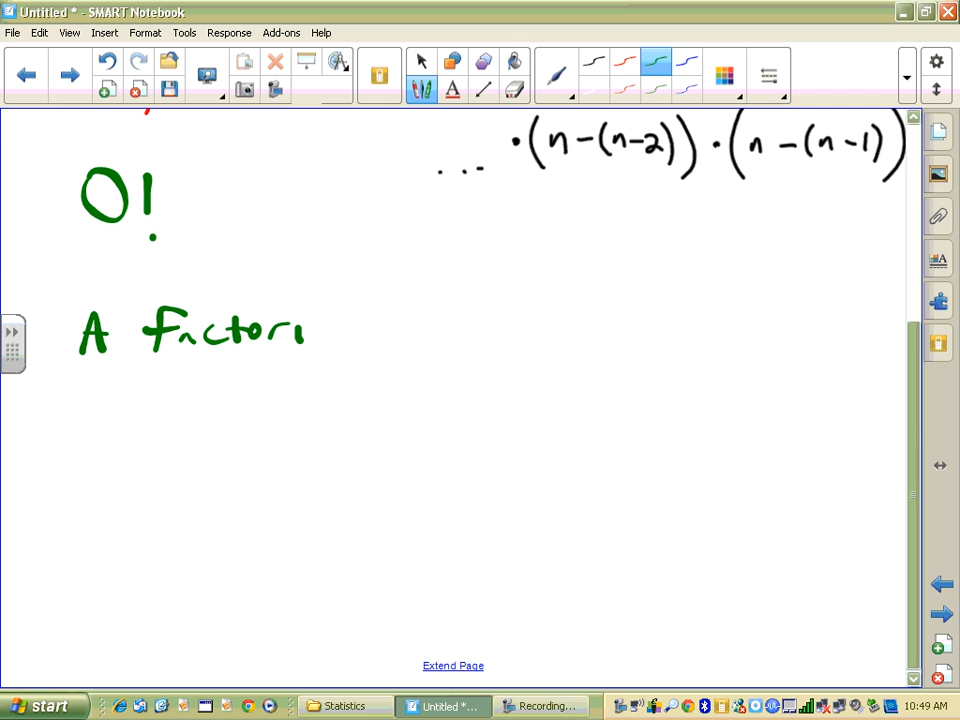 Untitled * - SMART Notebook
File Edit View Insert Format Tools Response Add-ons Help
... ·(n-(n-2)) ·(n-(n-1))
0!
A factori
Extend Page
start Statistics Untitled *... Recording... 10:49 AM